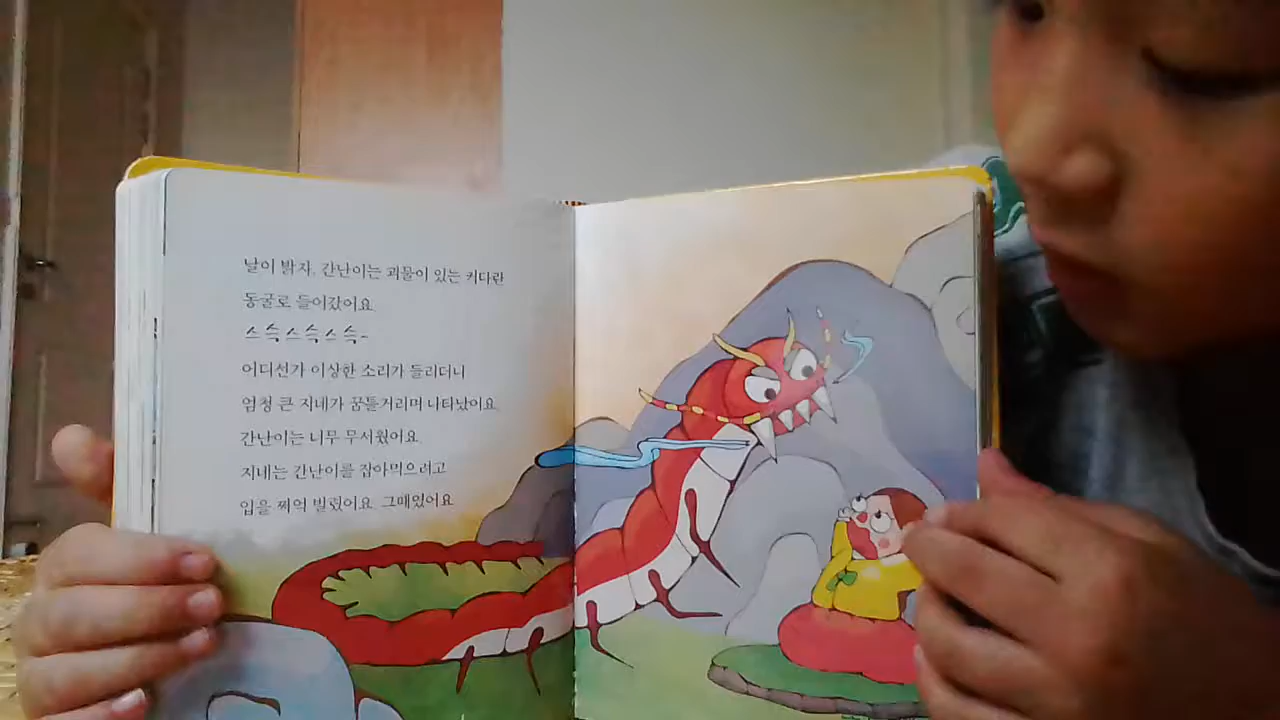 날이 밝자, 간난이는 괴물이 있는 커다란
동굴로 들어갔어요.
스슥스슥스슥-
어디선가 이상한 소리가 들리더니
엄청 큰 지네가 꿈틀거리며 나타났어요.
간난이는 너무 무서웠어요.
지네는 간난이를 잡아먹으려고
입을 쩌억 벌렸어요. 그때였어요.